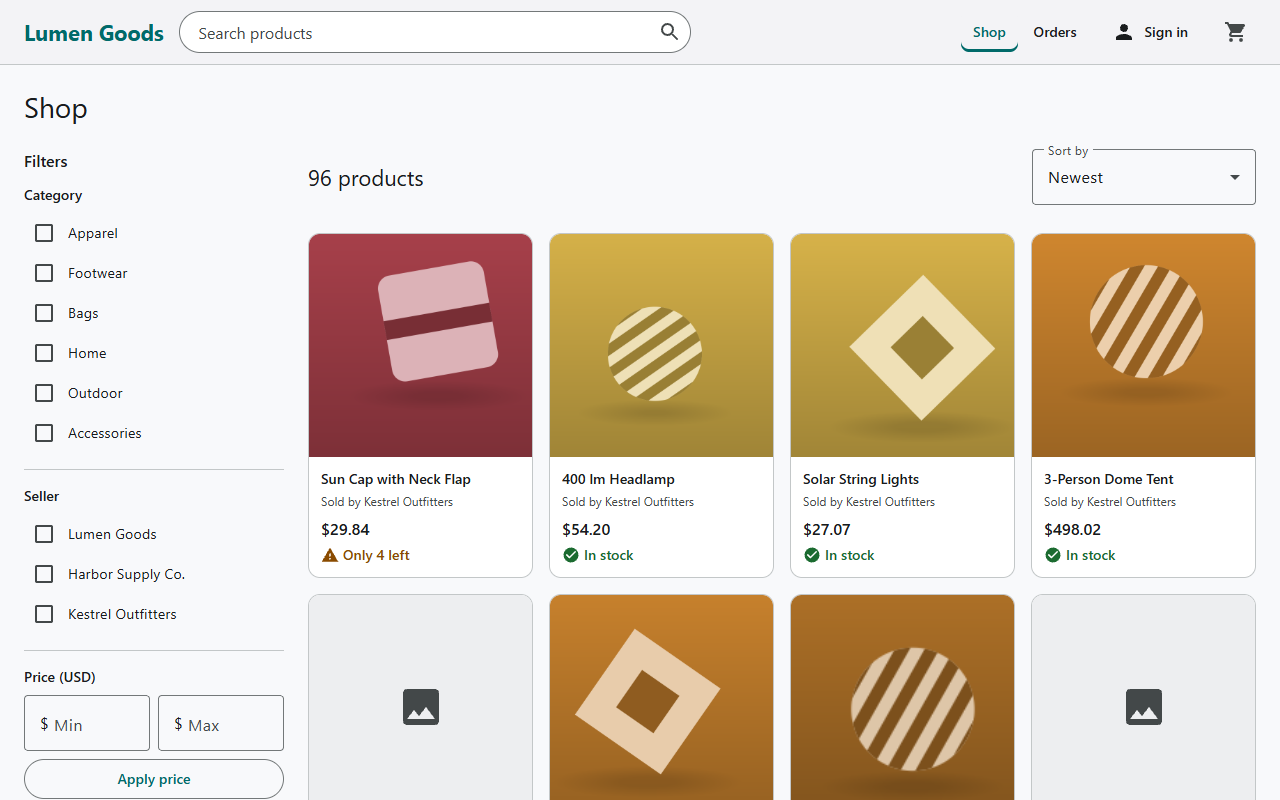 Lumen Goods
Search products
Shop
Orders
Sign in
Shop
Filters
Category
Apparel
Footwear
Bags
Home
Outdoor
Accessories
Seller
Lumen Goods
Harbor Supply Co.
Kestrel Outfitters
Price (USD)
$ Min
$ Max
Apply price
96 products
Sort by
Newest
Sun Cap with Neck Flap
Sold by Kestrel Outfitters
$29.84
Only 4 left
400 lm Headlamp
Sold by Kestrel Outfitters
$54.20
In stock
Solar String Lights
Sold by Kestrel Outfitters
$27.07
In stock
3-Person Dome Tent
Sold by Kestrel Outfitters
$498.02
In stock